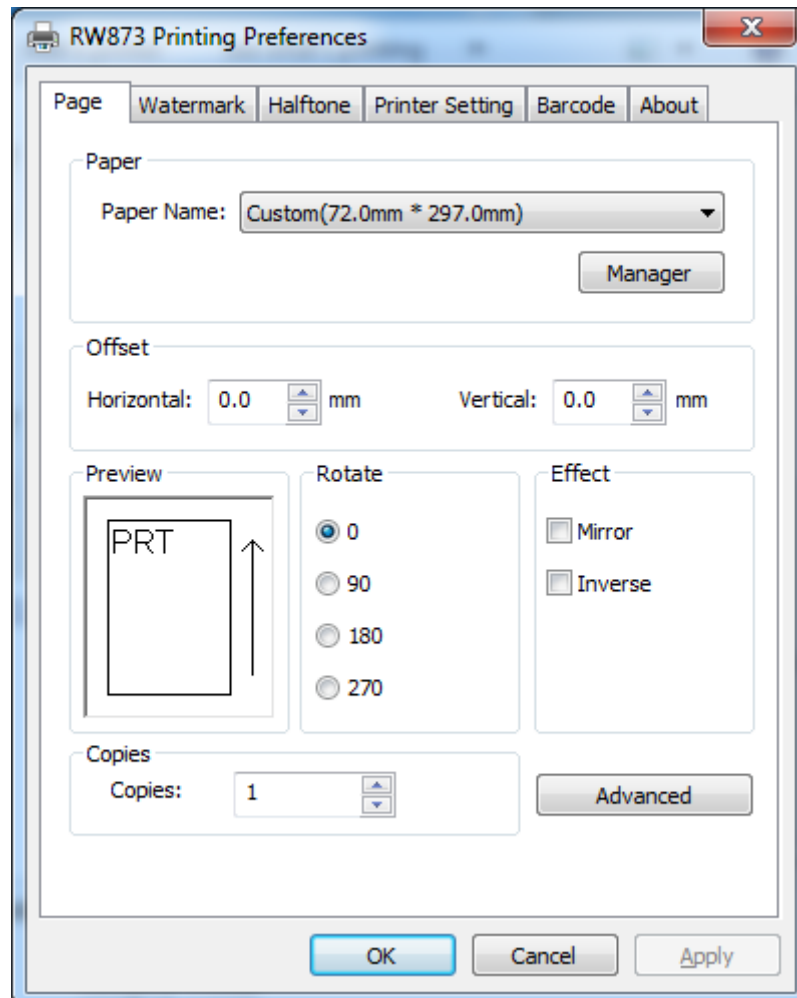 RW873 Printing Preferences
Page Watermark Halftone Printer Setting Barcode About
Paper
Paper Name: Custom(72.0mm * 297.0mm)
Manager
Offset
Horizontal: 0.0 mm Vertical: 0.0 mm
Preview
PRT
Rotate
0
90
180
270
Effect
Mirror
Inverse
Copies
Copies: 1
Advanced
OK Cancel Apply